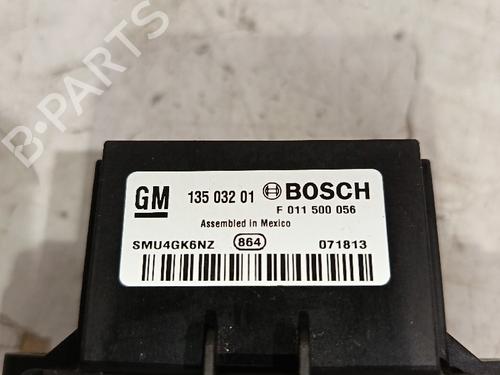 B-PARTS
GM 135 032 01 BOSCH
F 011 500 056
Assembled in Mexico
SMU4GK6NZ 864 071813